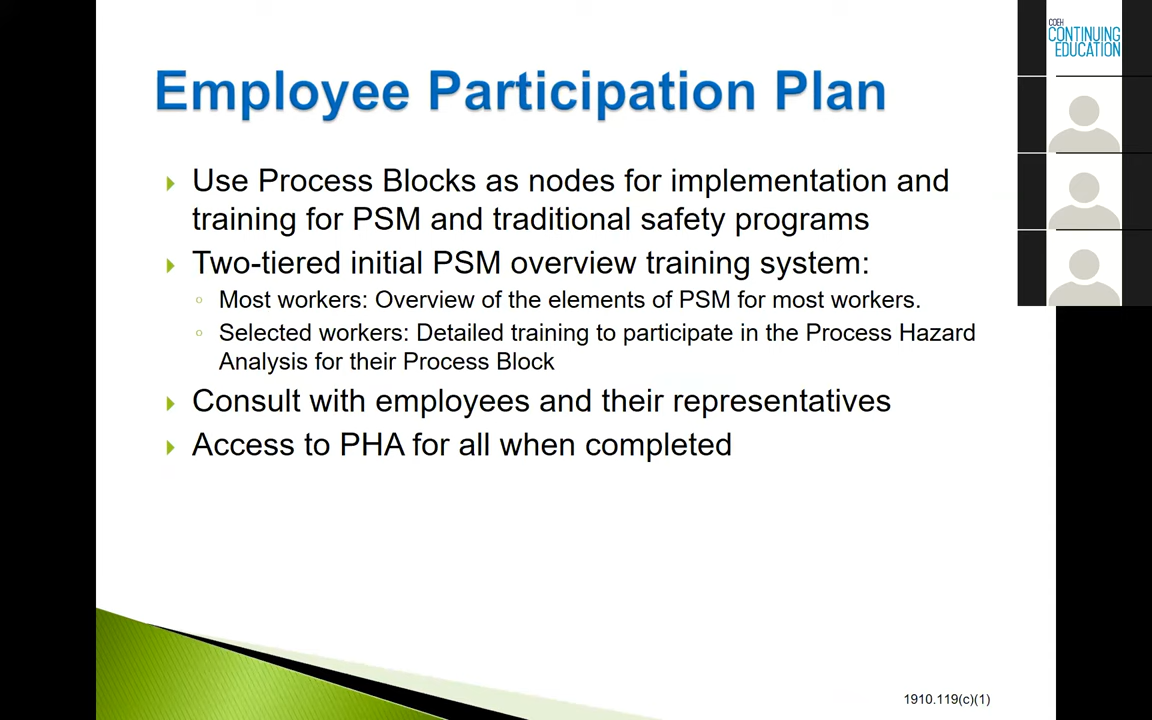 COEH
CONTINUING
EDUCATION
Employee Participation Plan
Use Process Blocks as nodes for implementation and
training for PSM and traditional safety programs
Two-tiered initial PSM overview training system:
Most workers: Overview of the elements of PSM for most workers.
Selected workers: Detailed training to participate in the Process Hazard
Analysis for their Process Block
Consult with employees and their representatives
Access to PHA for all when completed
1910.119(c)(1)